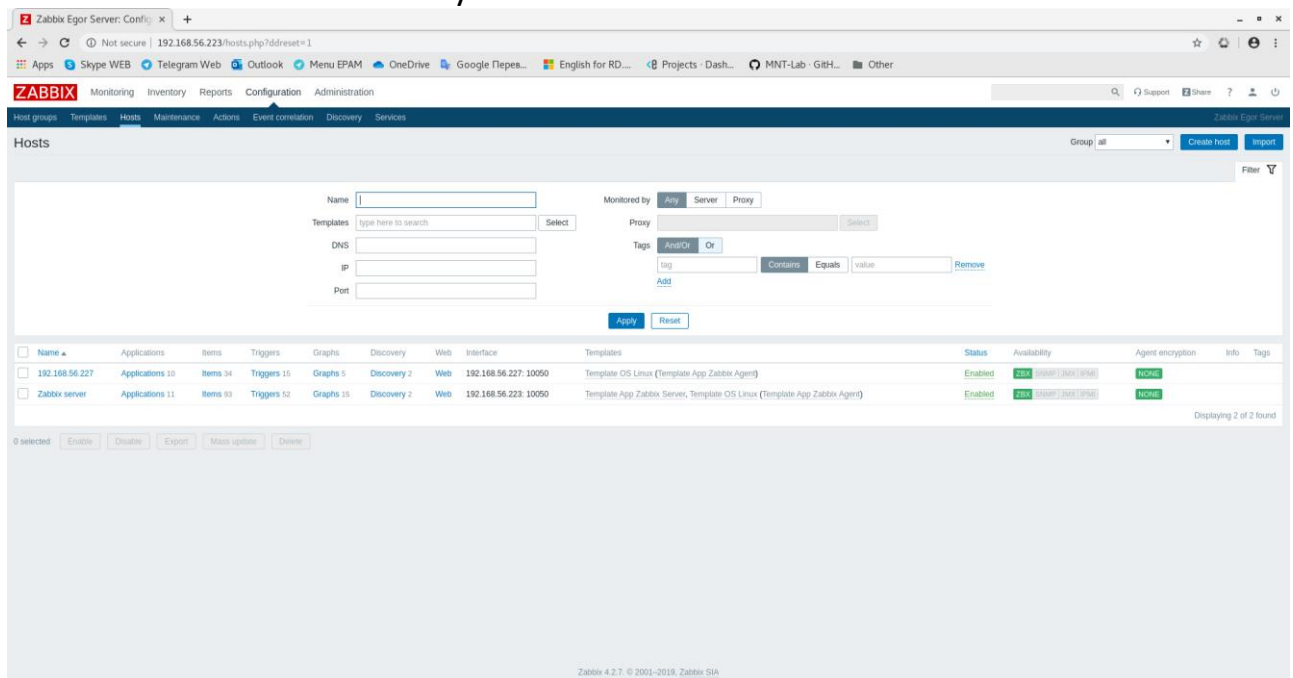 y
Zabbix Egor Server: Config
Not secure | 192.168.56.223/hosts.php?ddreset=1
Apps Skype WEB Telegram Web Outlook Menu EPAM OneDrive Google Перев... English for RD.... Projects · Dash... MNT-Lab · GitH... Other
ZABBIX Monitoring Inventory Reports Configuration Administration Support Share ?
Host groups Templates Hosts Maintenance Actions Event correlation Discovery Services Zabbix Egor Server
Hosts Group all Create host Import
Filter
Name Monitored by Any Server Proxy
Templates type here to search Select Proxy Select
DNS Tags And/Or Or
IP tag Contains Equals value Remove
Port Add
Apply Reset
Name Applications Items Triggers Graphs Discovery Web Interface Templates Status Availability Agent encryption Info Tags
192.168.56.227 Applications 10 Items 34 Triggers 15 Graphs 5 Discovery 2 Web 192.168.56.227: 10050 Template OS Linux (Template App Zabbix Agent) Enabled ZBX SNMP JMX IPMI NONE
Zabbix server Applications 11 Items 93 Triggers 52 Graphs 15 Discovery 2 Web 192.168.56.223: 10050 Template App Zabbix Server, Template OS Linux (Template App Zabbix Agent) Enabled ZBX SNMP JMX IPMI NONE
Displaying 2 of 2 found
0 selected Enable Disable Export Mass update Delete
Zabbix 4.2.7. © 2001–2019, Zabbix SIA